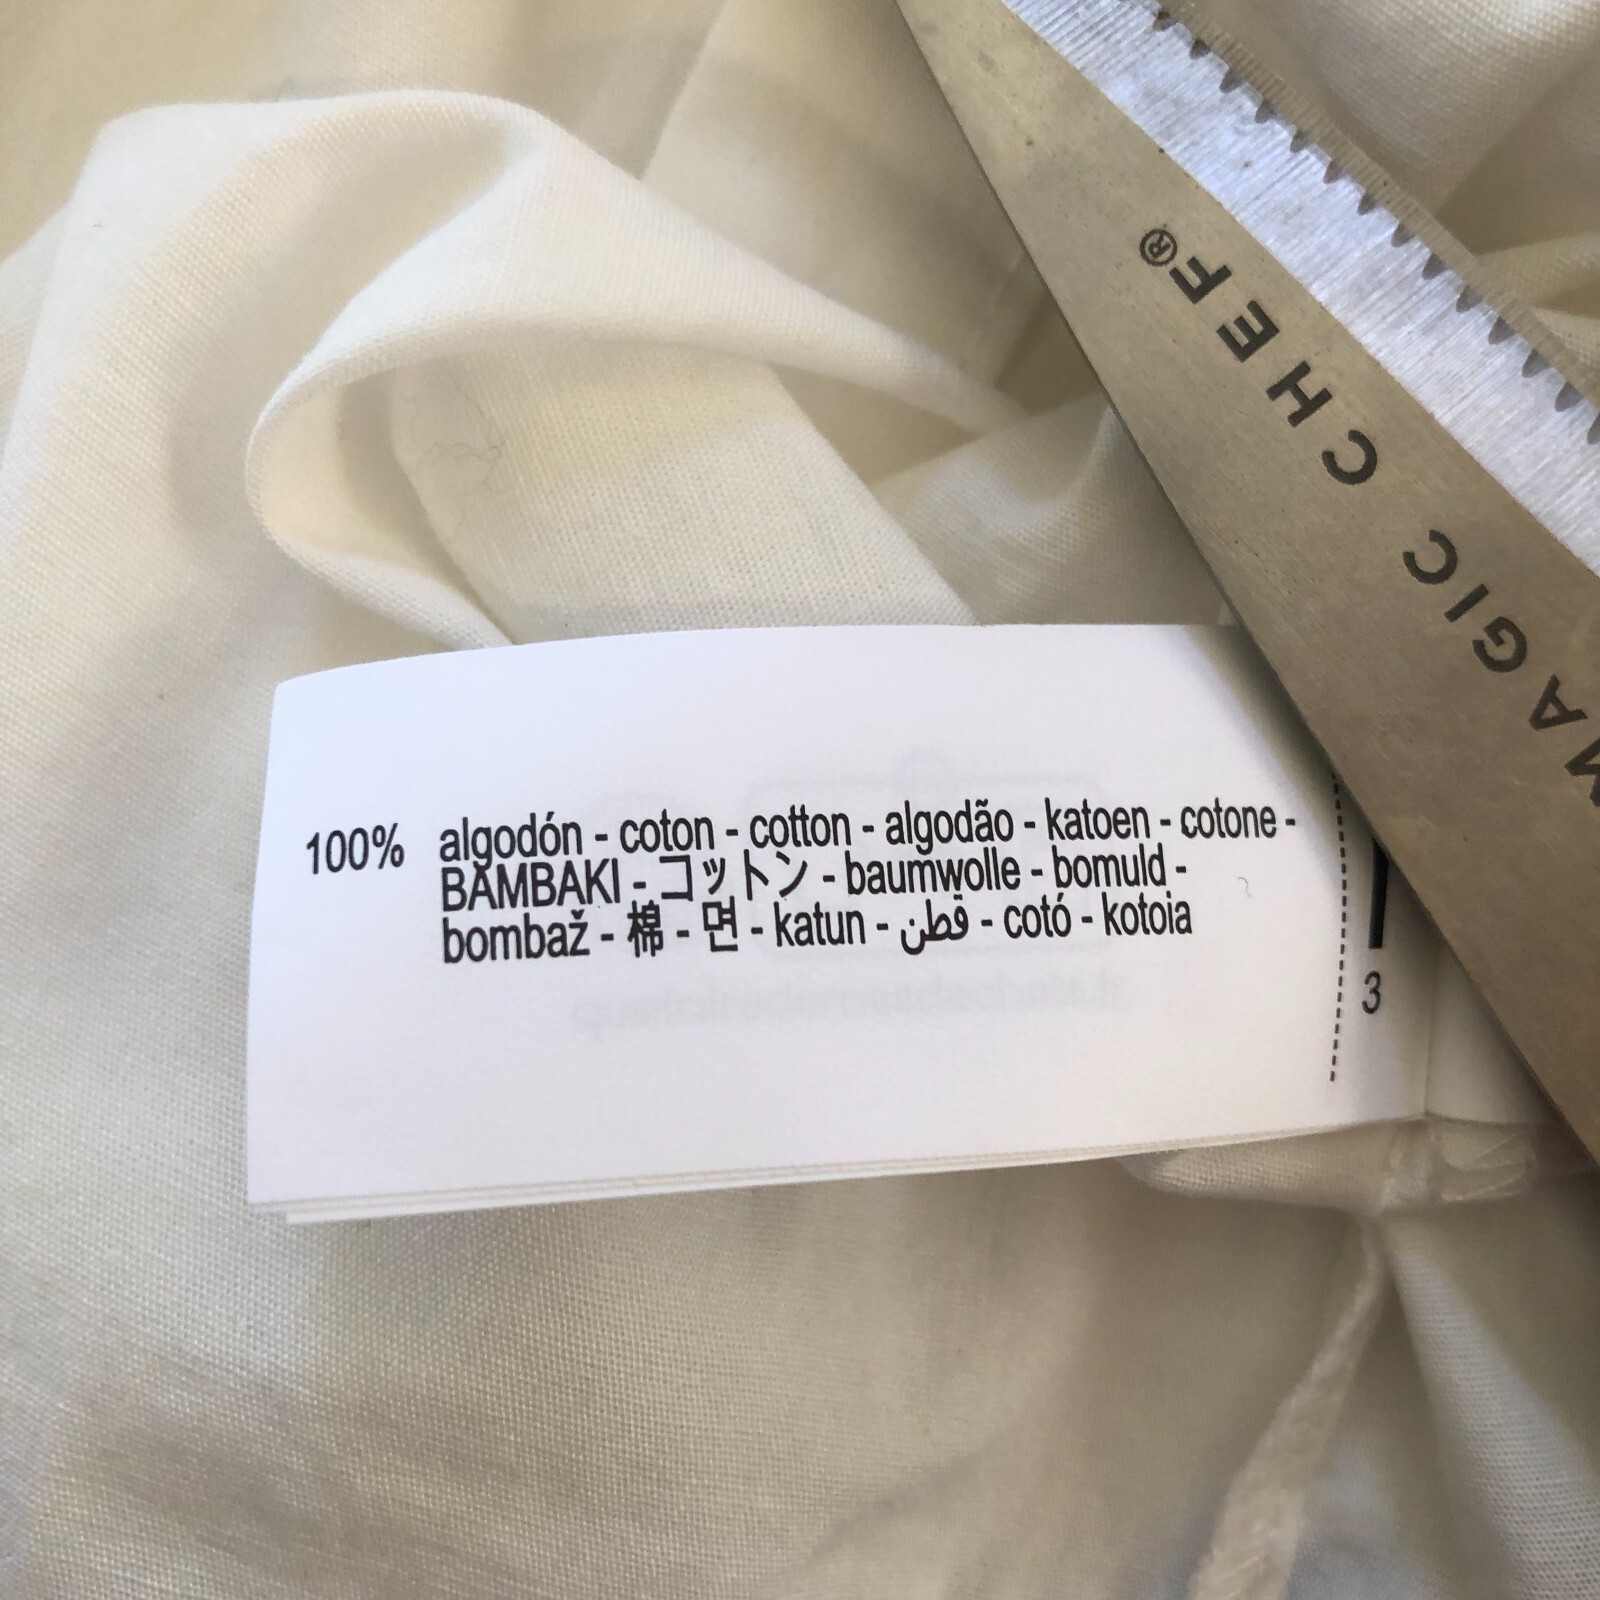 100% algodón - coton - cotton - algodão - katoen - cotone -
BAMBAKI - コットン - baumwolle - bomuld -
bombaž - 棉 - 면 - katun - قطن - cotó - kotoia
3
MAGIC CHEF®